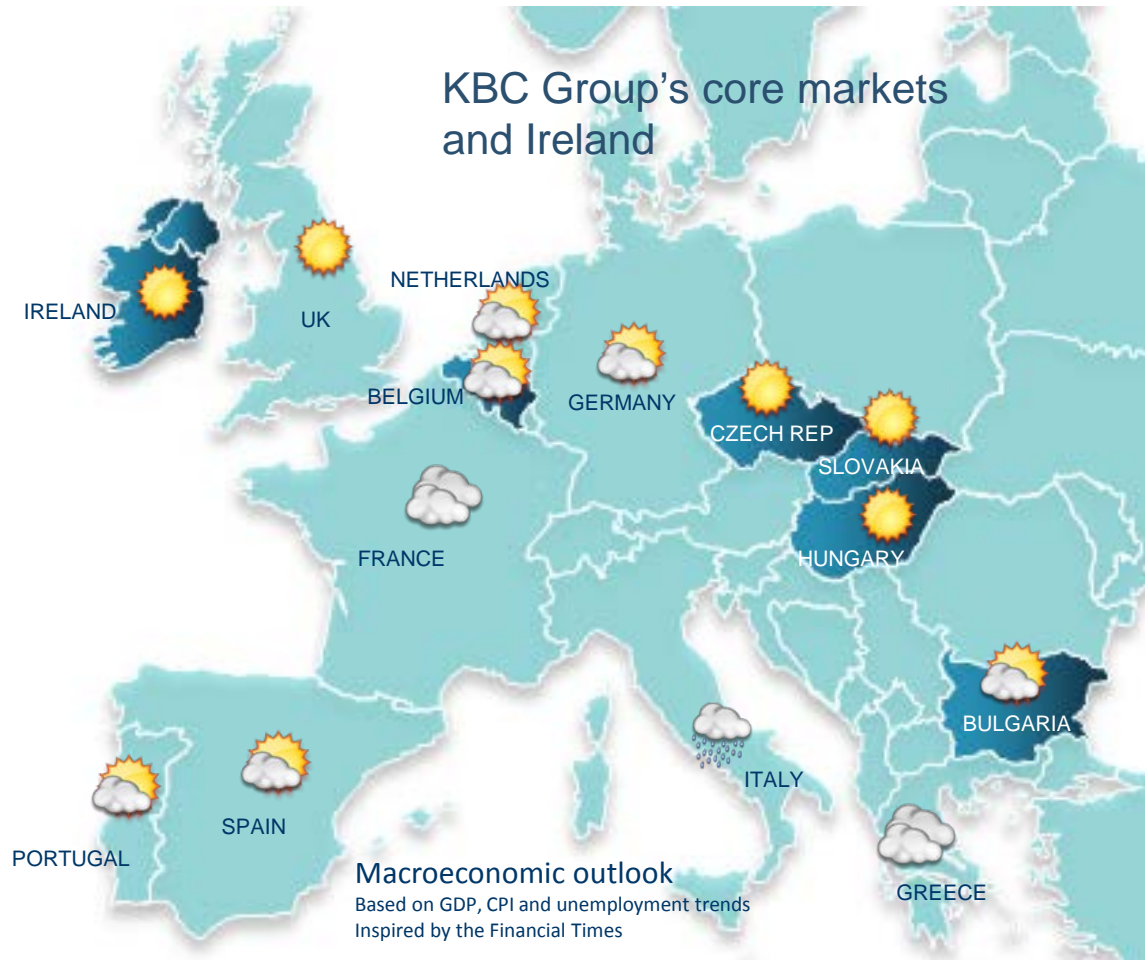 KBC Group's core markets
and Ireland
NETHERLANDS
IRELAND
UK
BELGIUM
GERMANY
CZECH REP
SLOVAKIA
FRANCE
HUNGARY
BULGARIA
ITALY
SPAIN
PORTUGAL
GREECE
Macroeconomic outlook
Based on GDP, CPI and unemployment trends
Inspired by the Financial Times